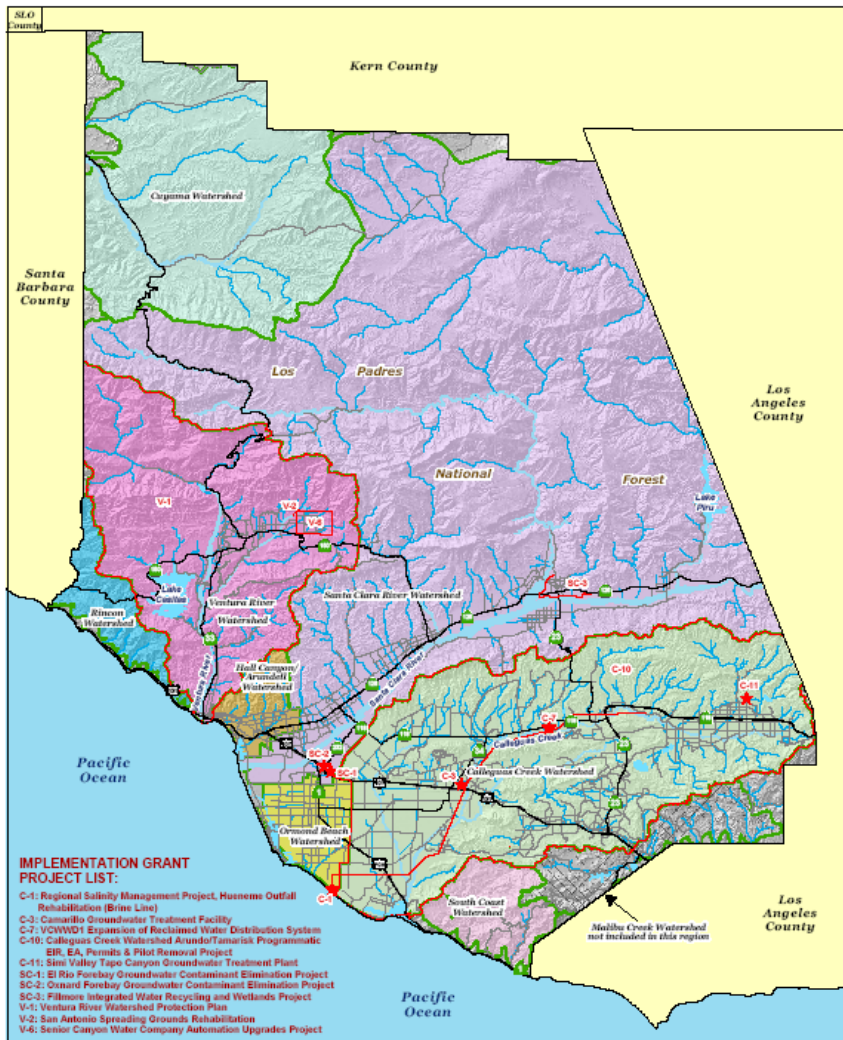 SLO
County
Kern County
Cuyama Watershed
Santa
Barbara
County
Los Padres
National Forest
Los
Angeles
County
Lake
Piru
V-1
V-2
V-6
SC-3
Lake
Casitas
Ventura River
Watershed
Santa Clara River Watershed
Rincon
Watershed
Hall Canyon/
Arundell
Watershed
Ventura River
Santa Clara River
C-10
C-11
C-7
Calleguas Creek
SC-2
SC-1
C-3
Calleguas Creek Watershed
Pacific
Ocean
Ormond Beach
Watershed
C-1
South Coast
Watershed
Los
Angeles
County
Malibu Creek Watershed
not included in this region
Pacific
Ocean
IMPLEMENTATION GRANT
PROJECT LIST:
C-1: Regional Salinity Management Project, Hueneme Outfall
Rehabilitation (Brine Line)
C-3: Camarillo Groundwater Treatment Facility
C-7: VCWWD1 Expansion of Reclaimed Water Distribution System
C-10: Calleguas Creek Watershed Arundo/Tamarisk Programmatic
EIR, EA, Permits & Pilot Removal Project
C-11: Simi Valley Tapo Canyon Groundwater Treatment Plant
SC-1: El Rio Forebay Groundwater Contaminant Elimination Project
SC-2: Oxnard Forebay Groundwater Contaminant Elimination Project
SC-3: Fillmore Integrated Water Recycling and Wetlands Project
V-1: Ventura River Watershed Protection Plan
V-2: San Antonio Spreading Grounds Rehabilitation
V-6: Senior Canyon Water Company Automation Upgrades Project